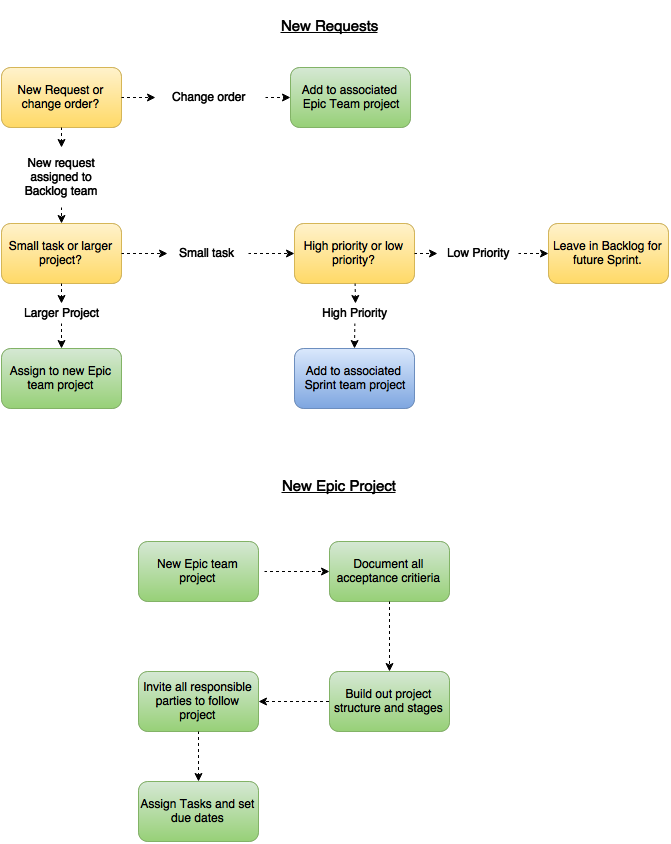 New Requests
New Request or
change order?
Change order
Add to associated
Epic Team project
New request
assigned to
Backlog team
Small task or larger
project?
Small task
High priority or low
priority?
Low Priority
Leave in Backlog for
future Sprint.
Larger Project
High Priority
Assign to new Epic
team project
Add to associated
Sprint team project
New Epic Project
New Epic team
project
Document all
acceptance critieria
Invite all responsible
parties to follow
project
Build out project
structure and stages
Assign Tasks and set
due dates